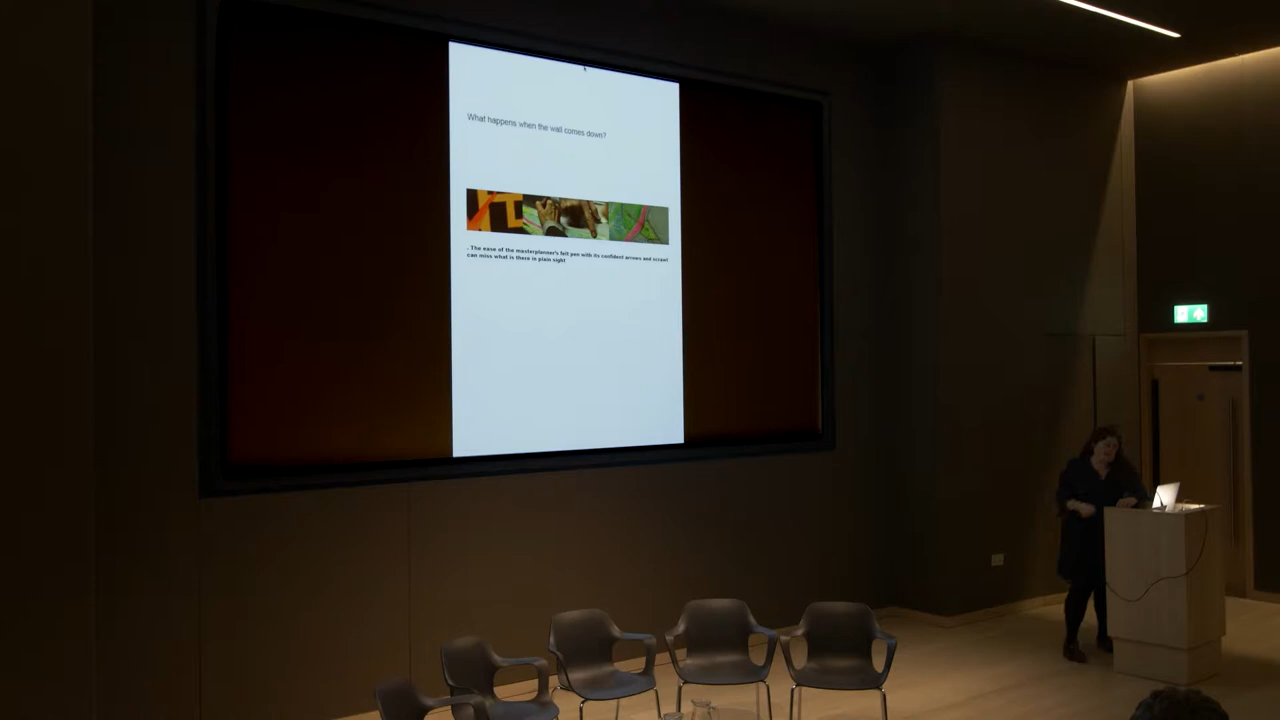 What happens when the wall comes down?
. The ease of the masterplanner's felt pen with its confident arrows and scrawl
can miss what is there is plain sight